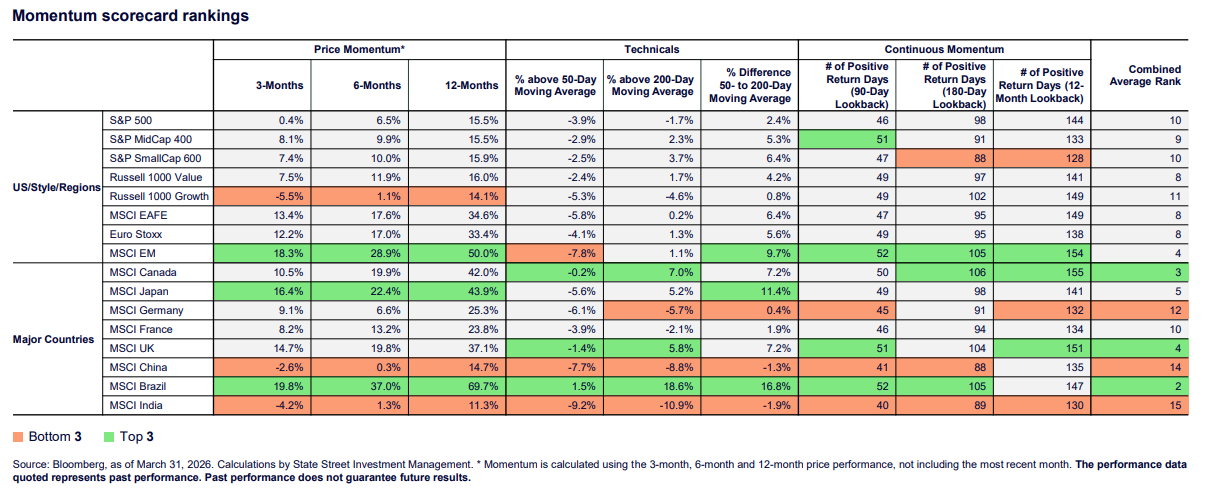 Momentum scorecard rankings
Price Momentum* Technicals Continuous Momentum
3-Months 6-Months 12-Months % above 50-Day Moving Average % above 200-Day Moving Average % Difference 50- to 200-Day Moving Average # of Positive Return Days (90-Day Lookback) # of Positive Return Days (180-Day Lookback) # of Positive Return Days (12-Month Lookback) Combined Average Rank
US/Style/Regions
S&P 500 0.4% 6.5% 15.5% -3.9% -1.7% 2.4% 46 98 144 10
S&P MidCap 400 8.1% 9.9% 15.5% -2.9% 2.3% 5.3% 51 91 133 9
S&P SmallCap 600 7.4% 10.0% 15.9% -2.5% 3.7% 6.4% 47 88 128 10
Russell 1000 Value 7.5% 11.9% 16.0% -2.4% 1.7% 4.2% 49 97 141 8
Russell 1000 Growth -5.5% 1.1% 14.1% -5.3% -4.6% 0.8% 49 102 149 11
MSCI EAFE 13.4% 17.6% 34.6% -5.8% 0.2% 6.4% 47 95 149 8
Euro Stoxx 12.2% 17.0% 33.4% -4.1% 1.3% 5.6% 49 95 138 8
MSCI EM 18.3% 28.9% 50.0% -7.8% 1.1% 9.7% 52 105 154 4
Major Countries
MSCI Canada 10.5% 19.9% 42.0% -0.2% 7.0% 7.2% 50 106 155 3
MSCI Japan 16.4% 22.4% 43.9% -5.6% 5.2% 11.4% 49 98 141 5
MSCI Germany 9.1% 6.6% 25.3% -6.1% -5.7% 0.4% 45 91 132 12
MSCI France 8.2% 13.2% 23.8% -3.9% -2.1% 1.9% 46 94 134 10
MSCI UK 14.7% 19.8% 37.1% -1.4% 5.8% 7.2% 51 104 151 4
MSCI China -2.6% 0.3% 14.7% -7.7% -8.8% -1.3% 41 88 135 14
MSCI Brazil 19.8% 37.0% 69.7% 1.5% 18.6% 16.8% 52 105 147 2
MSCI India -4.2% 1.3% 11.3% -9.2% -10.9% -1.9% 40 89 130 15
Bottom 3 Top 3
Source: Bloomberg, as of March 31, 2026. Calculations by State Street Investment Management. * Momentum is calculated using the 3-month, 6-month and 12-month price performance, not including the most recent month. The performance data
quoted represents past performance. Past performance does not guarantee future results.